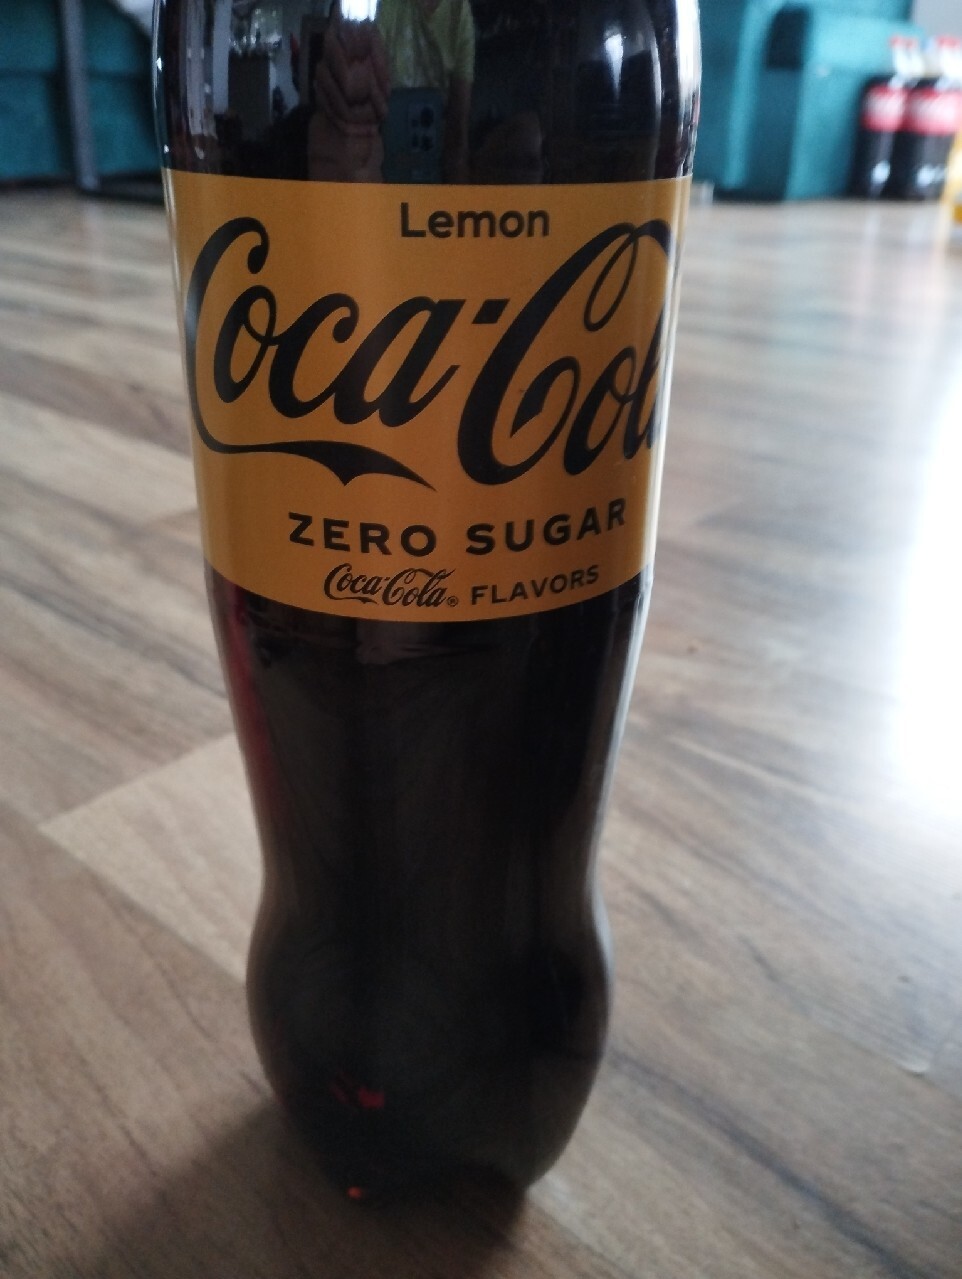 Lemon
Coca-Cola
ZERO SUGAR
Coca-Cola® FLAVORS